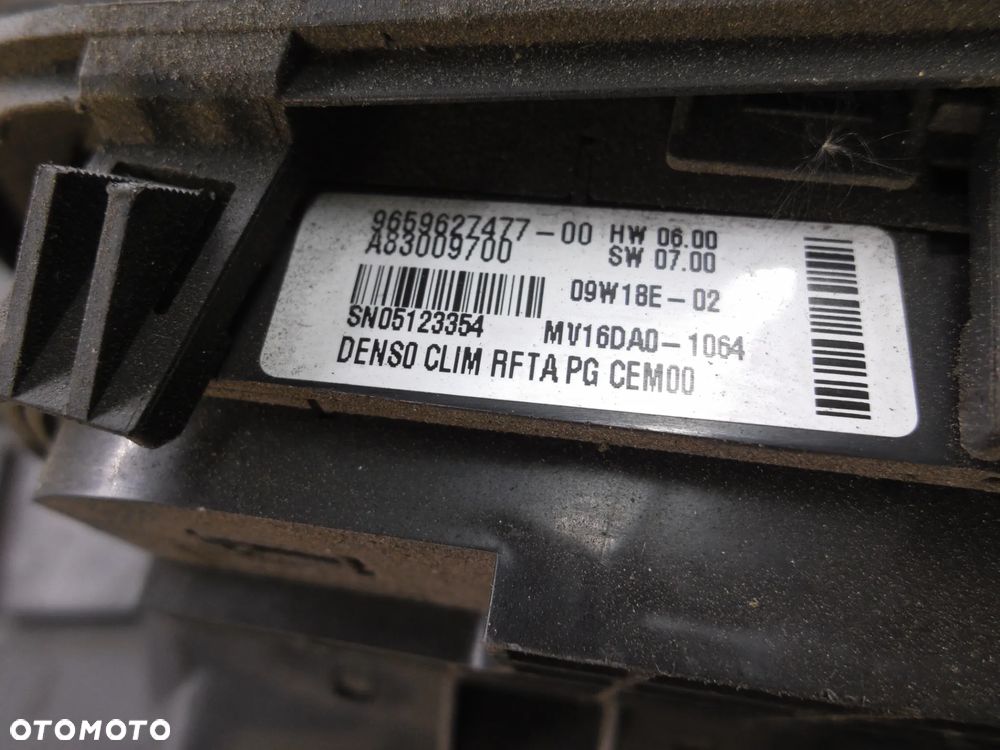 9659627477-00 HW 06.00
A83009700 SW 07.00
09W18E-02
SN05123354 MV16DA0-1064
DENSO CLIM RFTA PG CEM00
OTOMOTO